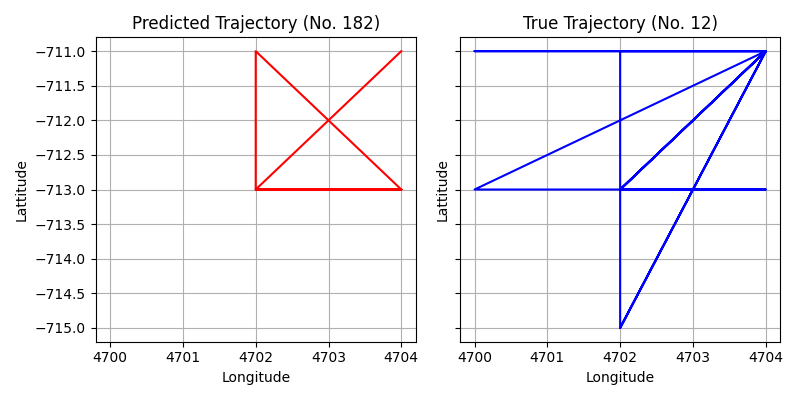 Predicted Trajectory (No. 182)
True Trajectory (No. 12)
−711.0
−711.5
−712.0
−712.5
−713.0
−713.5
−714.0
−714.5
−715.0
Lattitude
Lattitude
4700 4701 4702 4703 4704
4700 4701 4702 4703 4704
Longitude
Longitude